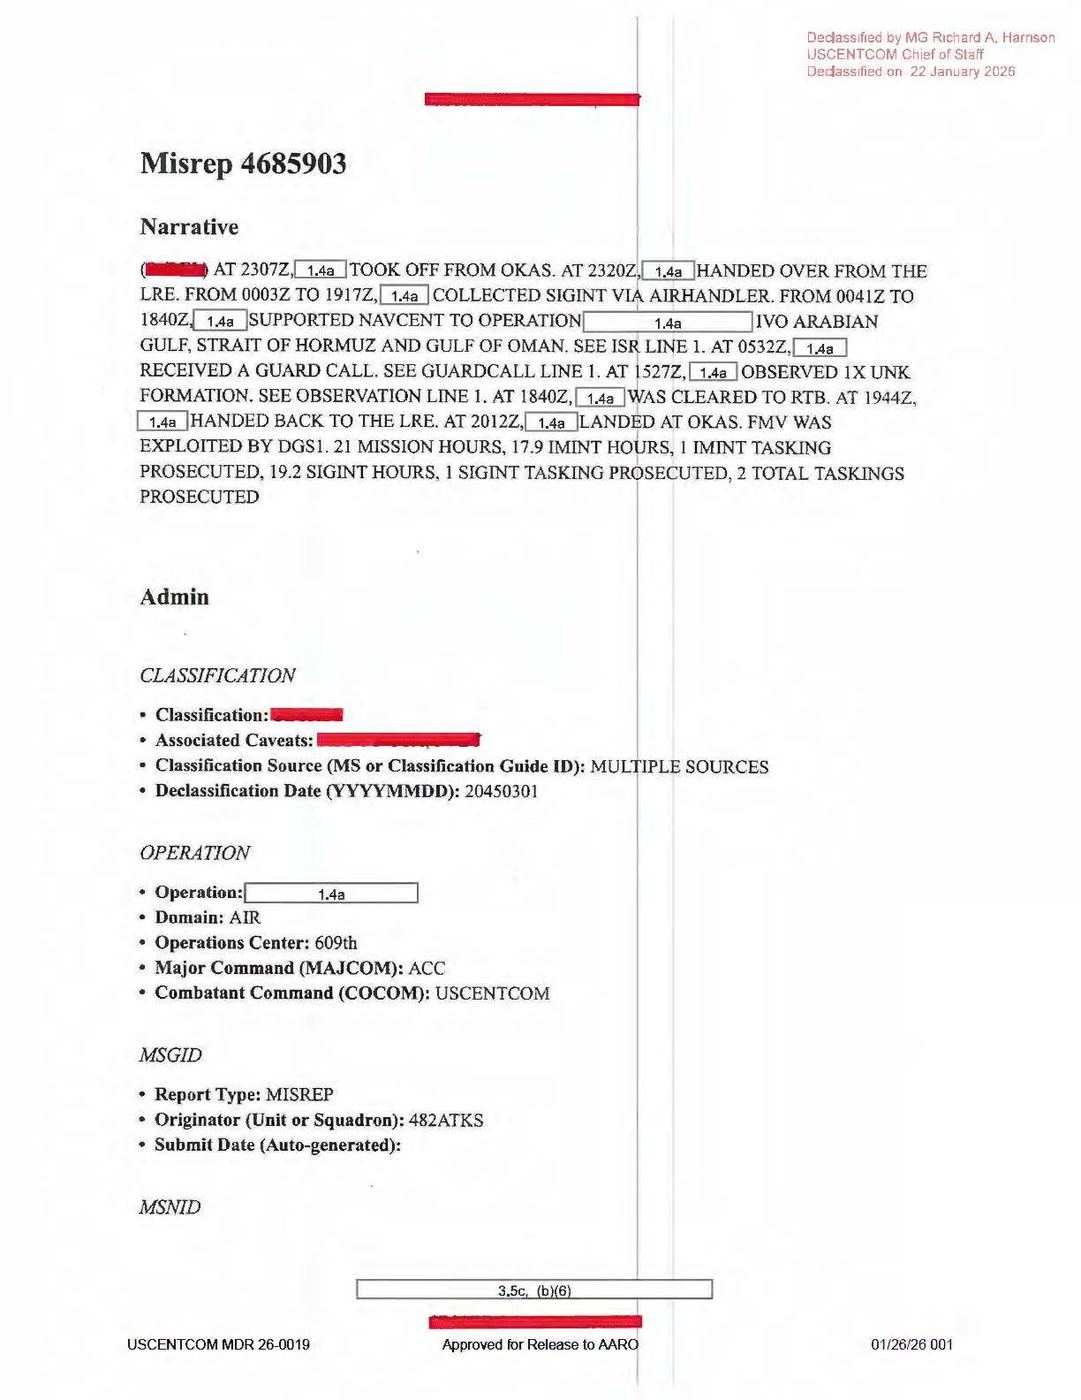 Declassified by MG Richard A. Harrison
USCENTCOM Chief of Staff
Declassified on 22 January 2026
Misrep 4685903
Narrative
( ) AT 2307Z, 1.4a TOOK OFF FROM OKAS. AT 2320Z, 1.4a HANDED OVER FROM THE
LRE. FROM 0003Z TO 1917Z, 1.4a COLLECTED SIGINT VIA AIRHANDLER. FROM 0041Z TO
1840Z, 1.4a SUPPORTED NAVCENT TO OPERATION 1.4a IVO ARABIAN
GULF, STRAIT OF HORMUZ AND GULF OF OMAN. SEE ISR LINE 1. AT 0532Z, 1.4a
RECEIVED A GUARD CALL. SEE GUARDCALL LINE 1. AT 1527Z, 1.4a OBSERVED 1X UNK
FORMATION. SEE OBSERVATION LINE 1. AT 1840Z, 1.4a WAS CLEARED TO RTB. AT 1944Z,
1.4a HANDED BACK TO THE LRE. AT 2012Z, 1.4a LANDED AT OKAS. FMV WAS
EXPLOITED BY DGS1. 21 MISSION HOURS, 17.9 IMINT HOURS, 1 IMINT TASKING
PROSECUTED, 19.2 SIGINT HOURS, 1 SIGINT TASKING PROSECUTED, 2 TOTAL TASKINGS
PROSECUTED
Admin
CLASSIFICATION
• Classification:
• Associated Caveats:
• Classification Source (MS or Classification Guide ID): MULTIPLE SOURCES
• Declassification Date (YYYYMMDD): 20450301
OPERATION
• Operation: 1.4a
• Domain: AIR
• Operations Center: 609th
• Major Command (MAJCOM): ACC
• Combatant Command (COCOM): USCENTCOM
MSGID
• Report Type: MISREP
• Originator (Unit or Squadron): 482ATKS
• Submit Date (Auto-generated):
MSNID
3.5c, (b)(6)
USCENTCOM MDR 26-0019 Approved for Release to AARO 01/26/26 001